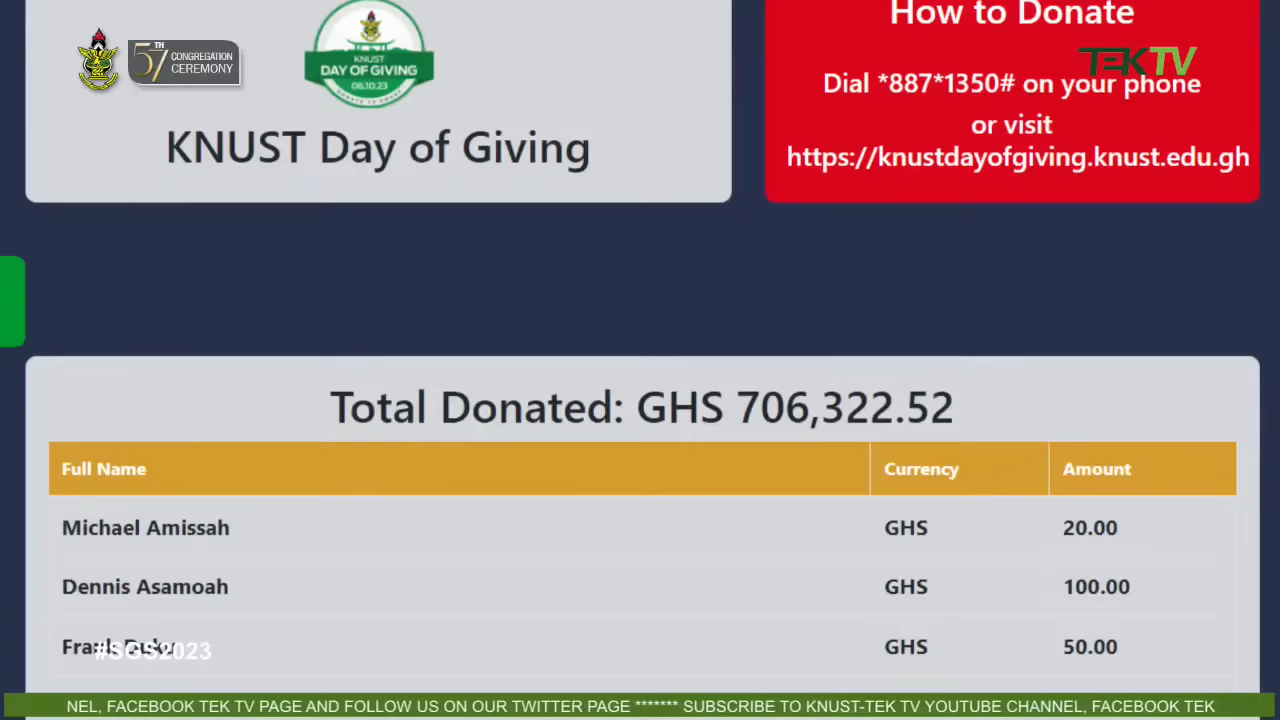 57TH CONGREGATION CEREMONY
KNUST
DAY OF GIVING
06.10.23
KNUST Day of Giving
How to Donate
TEKTV
Dial *887*1350# on your phone
or visit
https://knustdayofgiving.knust.edu.gh
Total Donated: GHS 706,322.52
Full Name Currency Amount
Michael Amissah GHS 20.00
Dennis Asamoah GHS 100.00
Frank GHS 50.00
#SGS2023
NEL, FACEBOOK TEK TV PAGE AND FOLLOW US ON OUR TWITTER PAGE ******* SUBSCRIBE TO KNUST-TEK TV YOUTUBE CHANNEL, FACEBOOK TEK